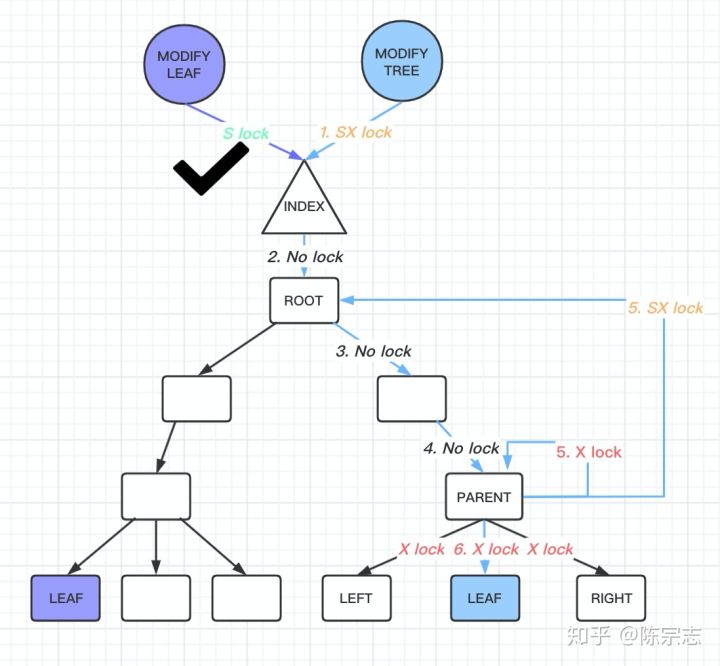 MODIFY
LEAF
MODIFY
TREE
S lock
1. SX lock
INDEX
2. No lock
ROOT
5. SX lock
3. No lock
4. No lock
5. X lock
PARENT
X lock
6. X lock
X lock
LEAF
LEFT
LEAF
RIGHT
知乎 @陈宗志